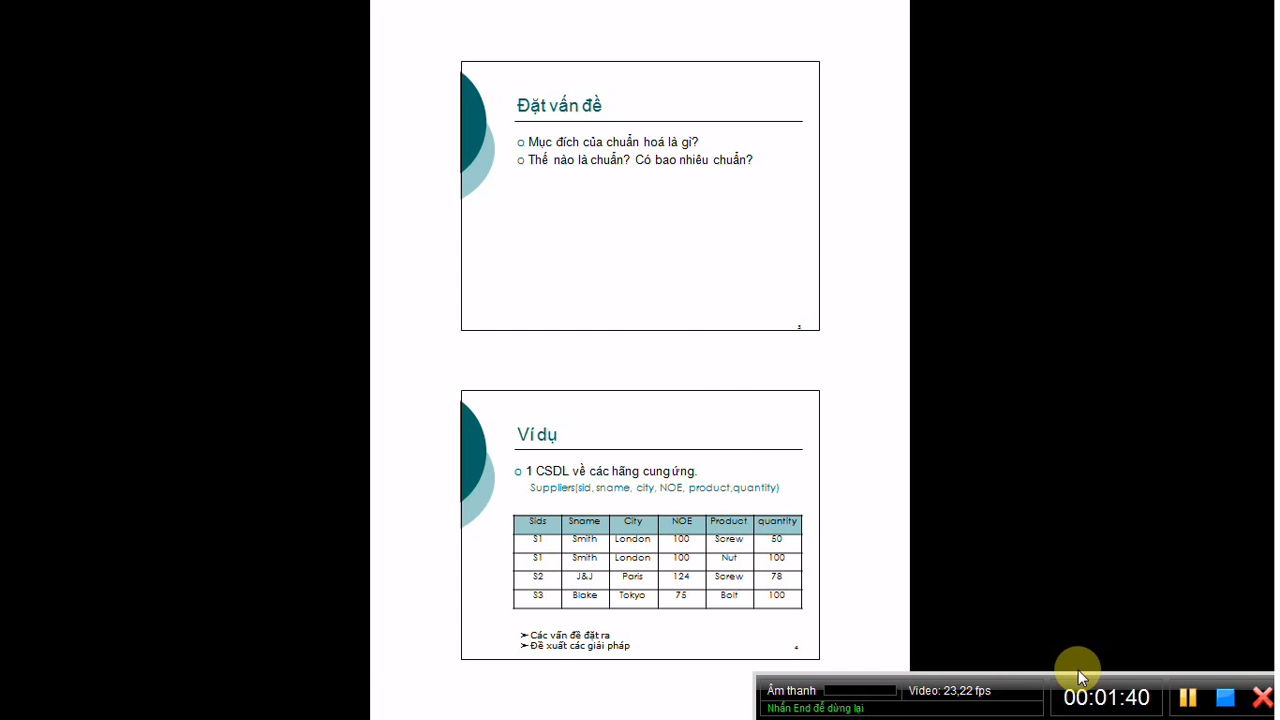 Đặt vấn đề
Mục đích của chuẩn hoá là gì?
Thế nào là chuẩn? Có bao nhiêu chuẩn?
3
Ví dụ
1 CSDL về các hãng cung ứng.
Suppliers(sid, sname, city, NOE, product,quantity)
Sids Sname City NOE Product quantity
S1 Smith London 100 Screw 50
S1 Smith London 100 Nut 100
S2 J&J Paris 124 Screw 78
S3 Blake Tokyo 75 Bolt 100
➢Các vấn đề đặt ra
➢Đề xuất các giải pháp
4
Âm thanh Video: 23,22 fps 00:01:40
Nhấn End để dừng lại